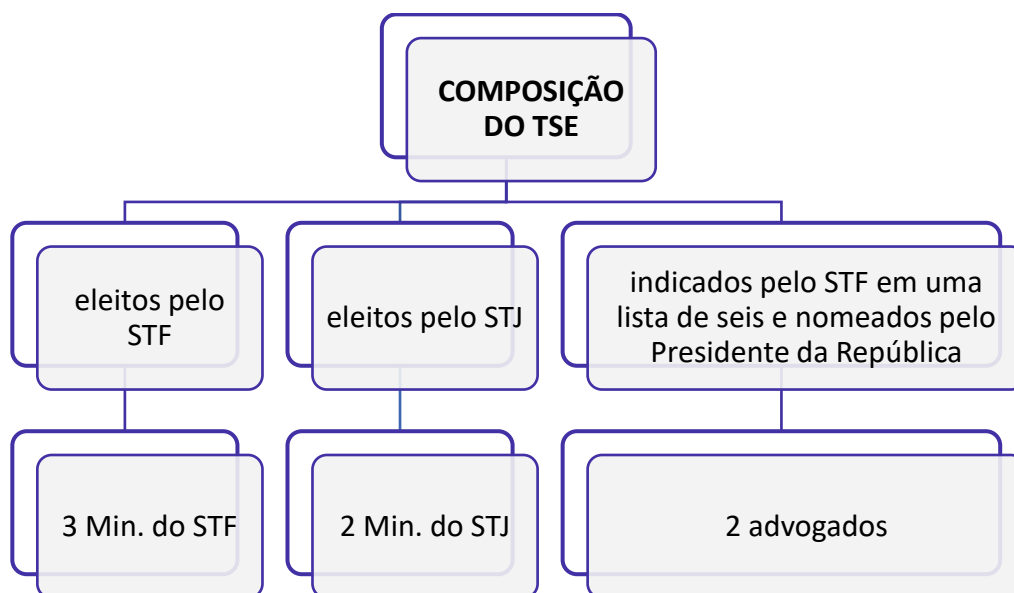 COMPOSIÇÃO
DO TSE
eleitos pelo
STF
eleitos pelo STJ
indicados pelo STF em uma
lista de seis e nomeados pelo
Presidente da República
3 Min. do STF
2 Min. do STJ
2 advogados